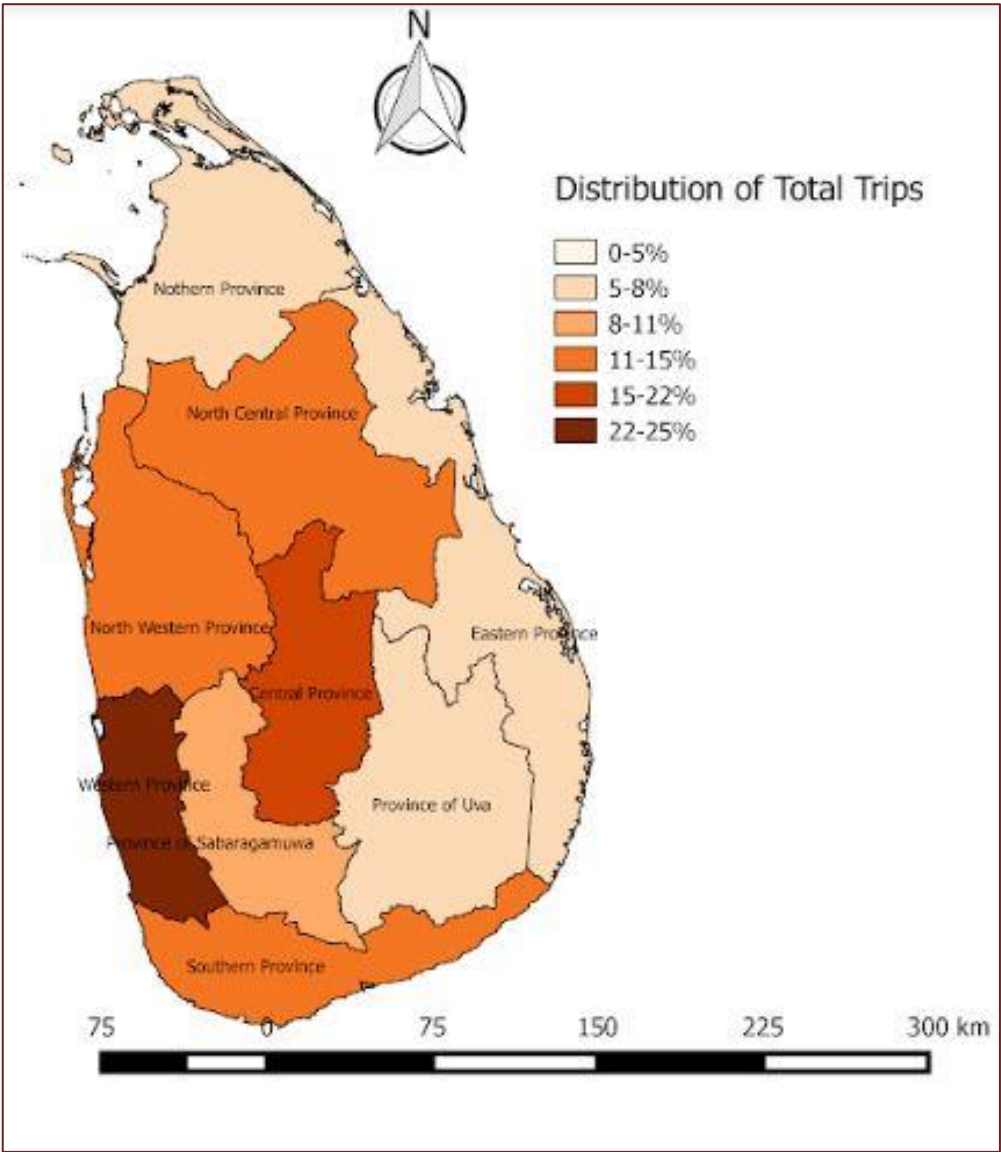 N
Distribution of Total Trips
0-5%
5-8%
8-11%
11-15%
15-22%
22-25%
Nothern Province
North Central Province
North Western Province
Eastern Province
Central Province
Western Province
Province of Uva
Province of Sabaragamuwa
Southern Province
75 0 75 150 225 300 km